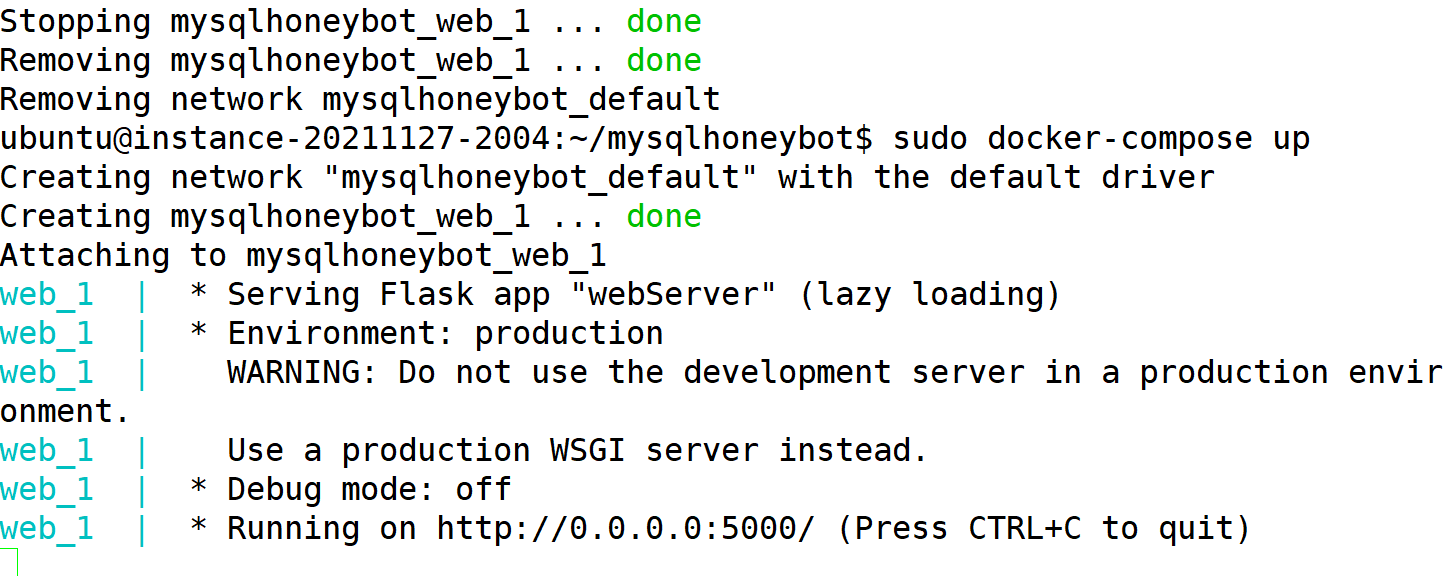 Stopping mysqlhoneybot_web_1 ... done
Removing mysqlhoneybot_web_1 ... done
Removing network mysqlhoneybot_default
ubuntu@instance-20211127-2004:~/mysqlhoneybot$ sudo docker-compose up
Creating network "mysqlhoneybot_default" with the default driver
Creating mysqlhoneybot_web_1 ... done
Attaching to mysqlhoneybot_web_1
web_1  |  * Serving Flask app "webServer" (lazy loading)
web_1  |  * Environment: production
web_1  |    WARNING: Do not use the development server in a production envir
onment.
web_1  |    Use a production WSGI server instead.
web_1  |  * Debug mode: off
web_1  |  * Running on http://0.0.0.0:5000/ (Press CTRL+C to quit)